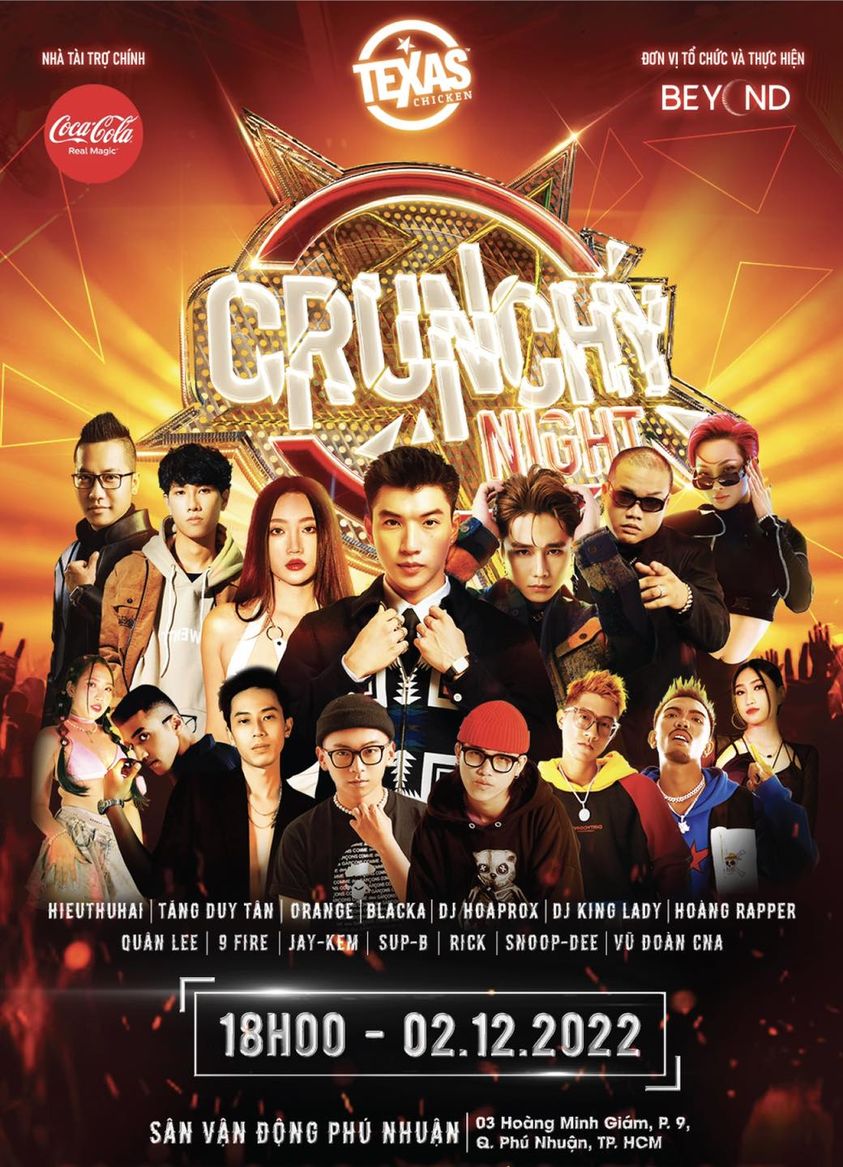 NHÀ TÀI TRỢ CHÍNH
Coca-Cola
Real Magic
TEXAS
CHICKEN
ĐƠN VỊ TỔ CHỨC VÀ THỰC HIỆN
BEYOND
CRUNCHY
NIGHT
HIEUTHUHAI | TĂNG DUY TÂN | ORANGE | BLACKA | DJ HOAPROX | DJ KING LADY | HOÀNG RAPPER
QUÂN LEE | 9 FIRE | JAY-KEM | SUP-B | RICK | SNOOP-DEE | VŨ ĐOÀN CNA
18H00 - 02.12.2022
SÂN VẬN ĐỘNG PHÚ NHUẬN
03 Hoàng Minh Giám, P. 9,
Q. Phú Nhuận, TP. HCM